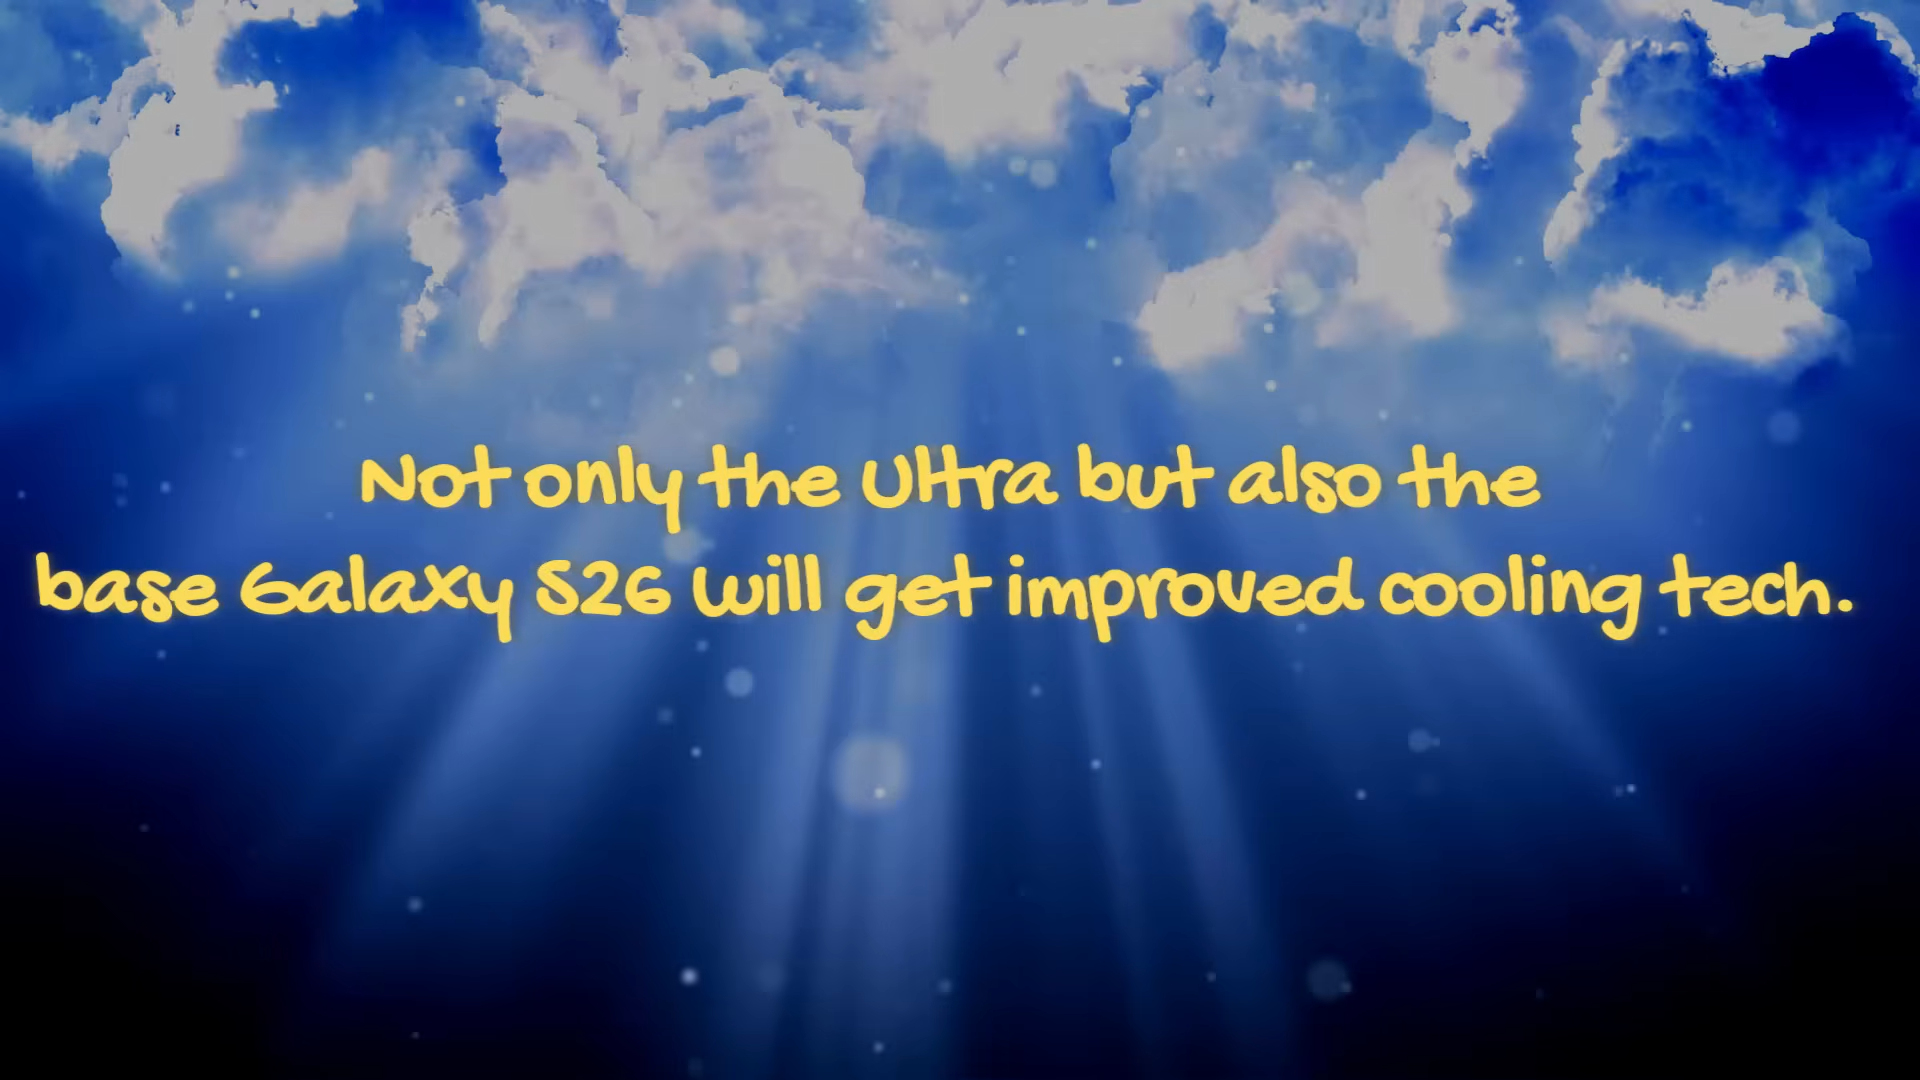 Not only the Ultra but also the
base Galaxy S26 will get improved cooling tech.